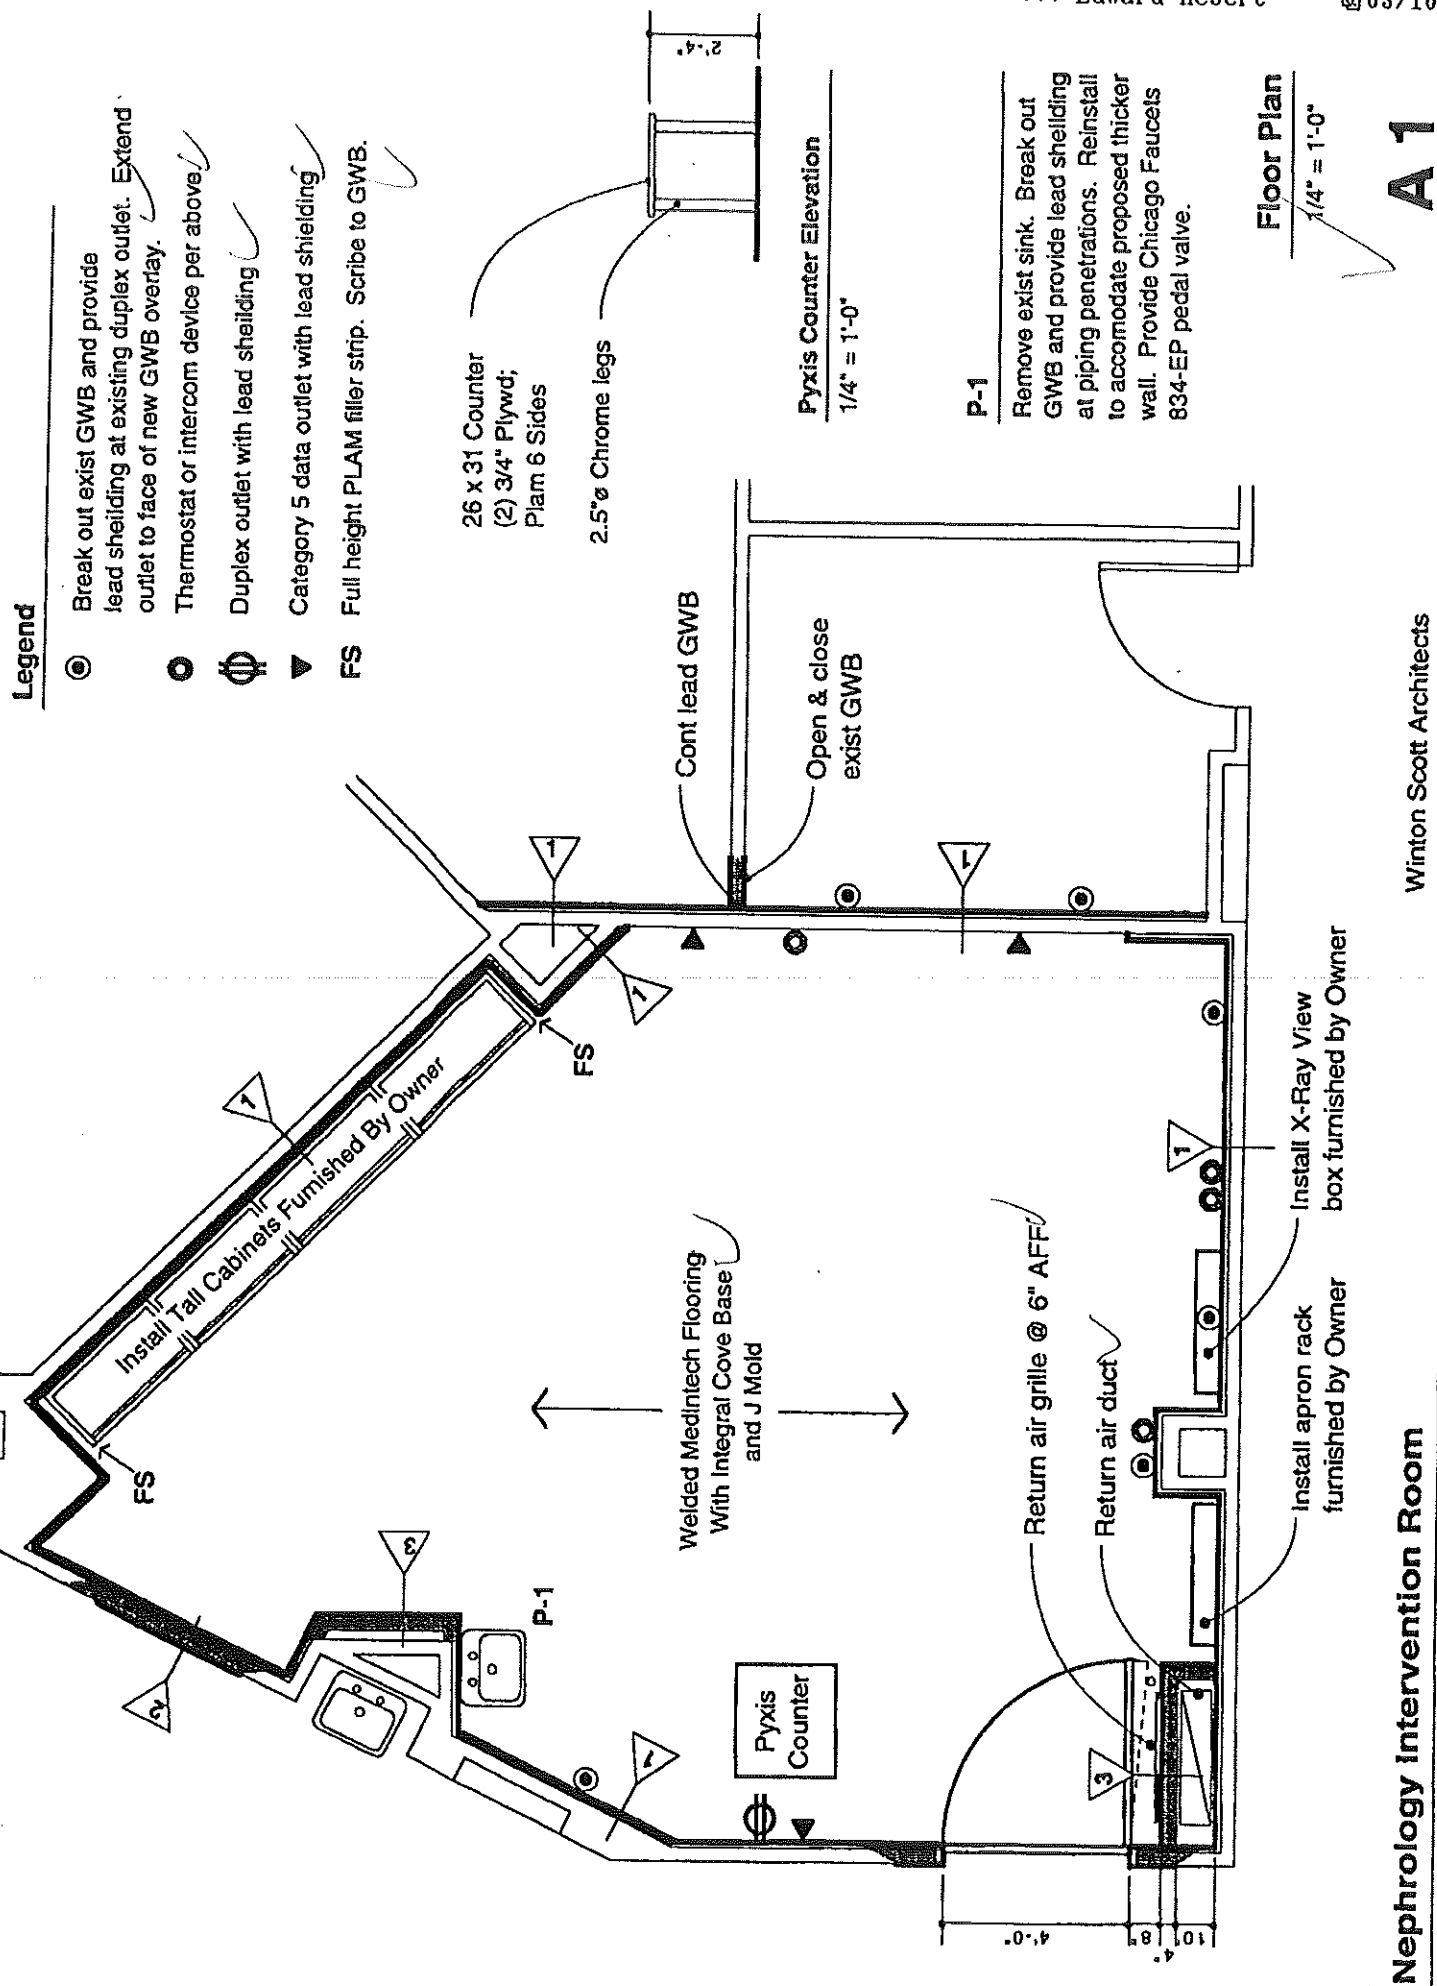 Edward Resert
03/10
Legend
Break out exist GWB and provide
lead sheilding at existing duplex outlet. Extend
outlet to face of new GWB overlay.
Thermostat or intercom device per above.
Duplex outlet with lead sheilding
Category 5 data outlet with lead shielding
FS Full height PLAM filler strip. Scribe to GWB.
26 x 31 Counter
(2) 3/4" Plywd;
Plam 6 Sides
2.5"ø Chrome legs
2'-4"
Pyxis Counter Elevation
1/4" = 1'-0"
P-1
Remove exist sink. Break out
GWB and provide lead sheilding
at piping penetrations. Reinstall
to accomodate proposed thicker
wall. Provide Chicago Faucets
834-EP pedal valve.
Floor Plan
1/4" = 1'-0"
A 1
Cont lead GWB
Open & close
exist GWB
1
1
1
1
Install Tall Cabinets Furnished By Owner
FS
FS
2
3
P-1
1
Welded Medintech Flooring
With Integral Cove Base
and J Mold
Pyxis
Counter
Return air grille @ 6" AFF
Return air duct
3
1
4'-0"
8"
4"
10"
Install X-Ray View
box furnished by Owner
Install apron rack
furnished by Owner
Winton Scott Architects
Nephrology Intervention Room